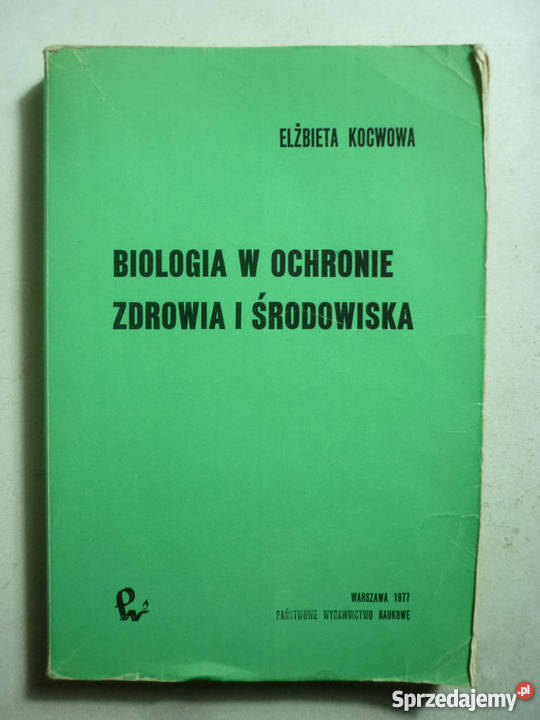 ELŻBIETA KOCWOWA
BIOLOGIA W OCHRONIE
ZDROWIA I ŚRODOWISKA
WARSZAWA 1977
PAŃSTWOWE WYDAWNICTWO NAUKOWE
Sprzedajemy.pl